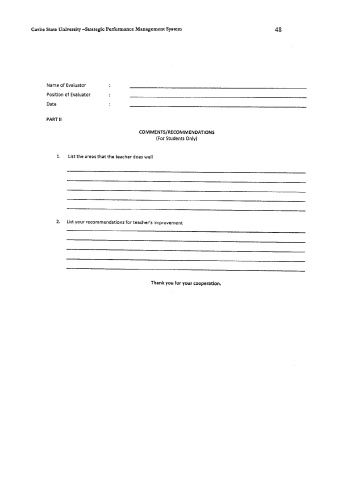 Cavite State University –Strategic Performance Management System
48
Name of Evaluator :
Position of Evaluator :
Date :
PART II
COMMENTS/RECOMMENDATIONS
(For Students Only)
1. List the areas that the teacher does well
2. List your recommendations for teacher's improvement
Thank you for your cooperation.